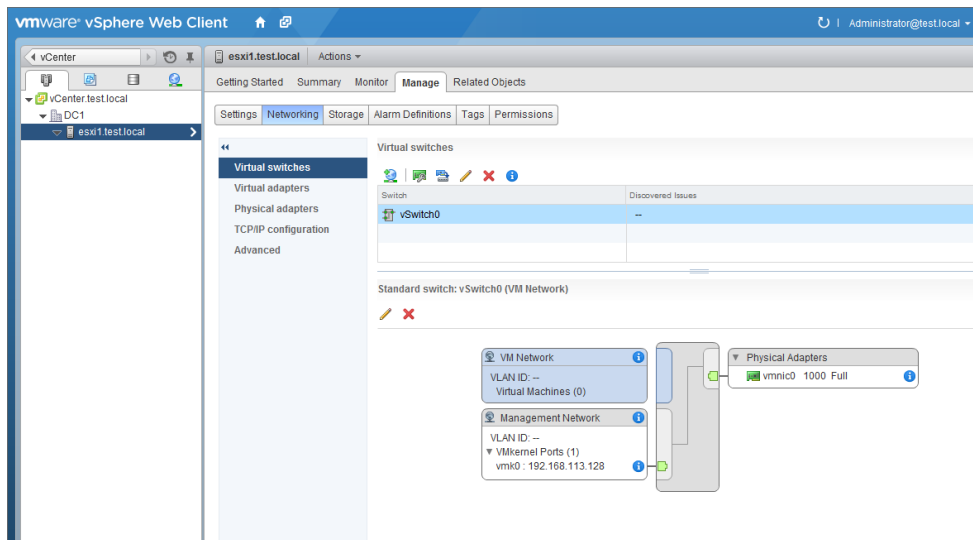 vmware® vSphere Web Client
Administrator@test.local
vCenter
vCenter.test.local
DC1
esxi1.test.local
esxi1.test.local Actions
Getting Started Summary Monitor Manage Related Objects
Settings Networking Storage Alarm Definitions Tags Permissions
Virtual switches
Virtual adapters
Physical adapters
TCP/IP configuration
Advanced
Virtual switches
Switch Discovered Issues
vSwitch0 --
Standard switch: vSwitch0 (VM Network)
VM Network
VLAN ID: --
Virtual Machines (0)
Management Network
VLAN ID: --
VMkernel Ports (1)
vmk0 : 192.168.113.128
Physical Adapters
vmnic0 1000 Full